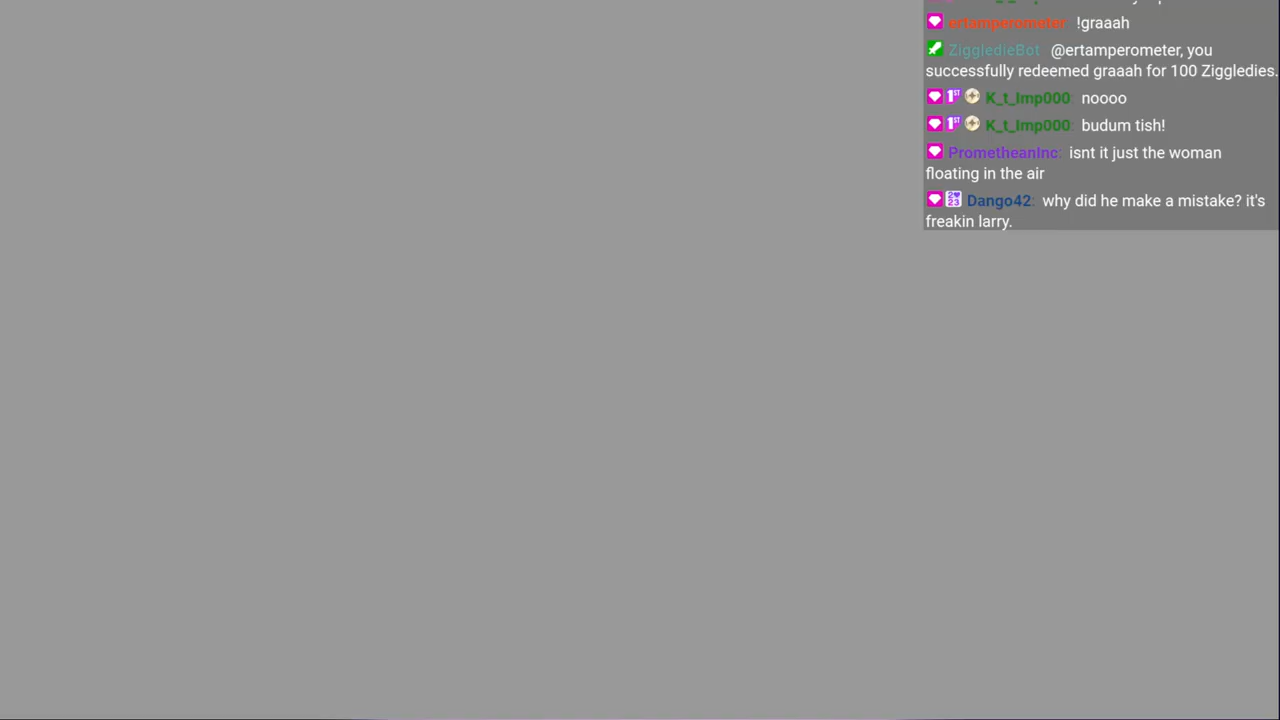 ertamperometer !graaah
ZiggledieBot @ertamperometer, you
successfully redeemed graaah for 100 Ziggledies.
1ST K_t_Imp000: noooo
1ST K_t_Imp000: budum tish!
PrometheanInc: isnt it just the woman
floating in the air
Dango42: why did he make a mistake? it's
freakin larry.